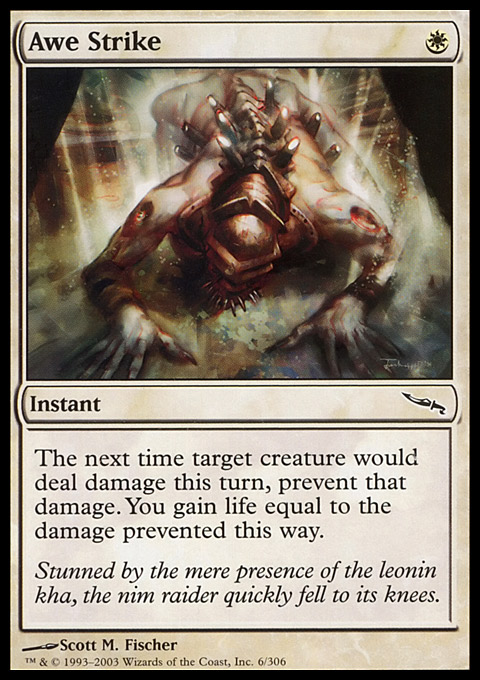 Awe Strike
Instant
The next time target creature would
deal damage this turn, prevent that
damage. You gain life equal to the
damage prevented this way.
Stunned by the mere presence of the leonin
kha, the nim raider quickly fell to its knees.
Scott M. Fischer
™ & © 1993–2003 Wizards of the Coast, Inc. 6/306